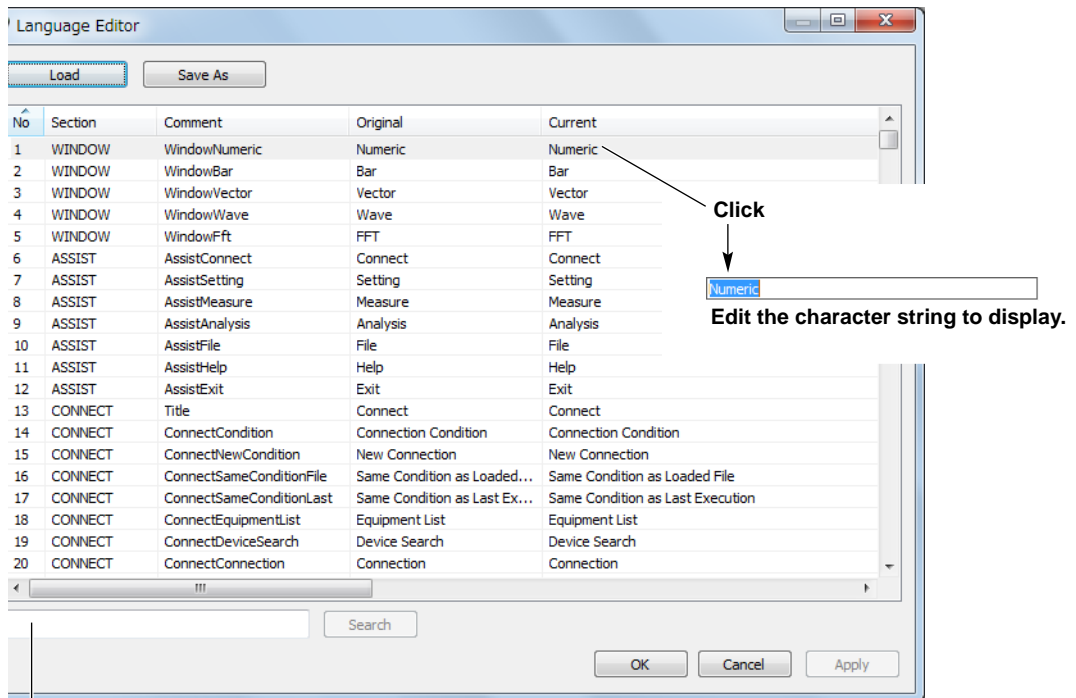 Language Editor
Load Save As
No Section Comment Original Current
1 WINDOW WindowNumeric Numeric Numeric
2 WINDOW WindowBar Bar Bar
3 WINDOW WindowVector Vector Vector
4 WINDOW WindowWave Wave Wave
5 WINDOW WindowFft FFT FFT
6 ASSIST AssistConnect Connect Connect
7 ASSIST AssistSetting Setting Setting
8 ASSIST AssistMeasure Measure Measure
9 ASSIST AssistAnalysis Analysis Analysis
10 ASSIST AssistFile File File
11 ASSIST AssistHelp Help Help
12 ASSIST AssistExit Exit Exit
13 CONNECT Title Connect Connect
14 CONNECT ConnectCondition Connection Condition Connection Condition
15 CONNECT ConnectNewCondition New Connection New Connection
16 CONNECT ConnectSameConditionFile Same Condition as Loaded... Same Condition as Loaded File
17 CONNECT ConnectSameConditionLast Same Condition as Last Ex... Same Condition as Last Execution
18 CONNECT ConnectEquipmentList Equipment List Equipment List
19 CONNECT ConnectDeviceSearch Device Search Device Search
20 CONNECT ConnectConnection Connection Connection
Click
Numeric
Edit the character string to display.
Search
OK Cancel Apply